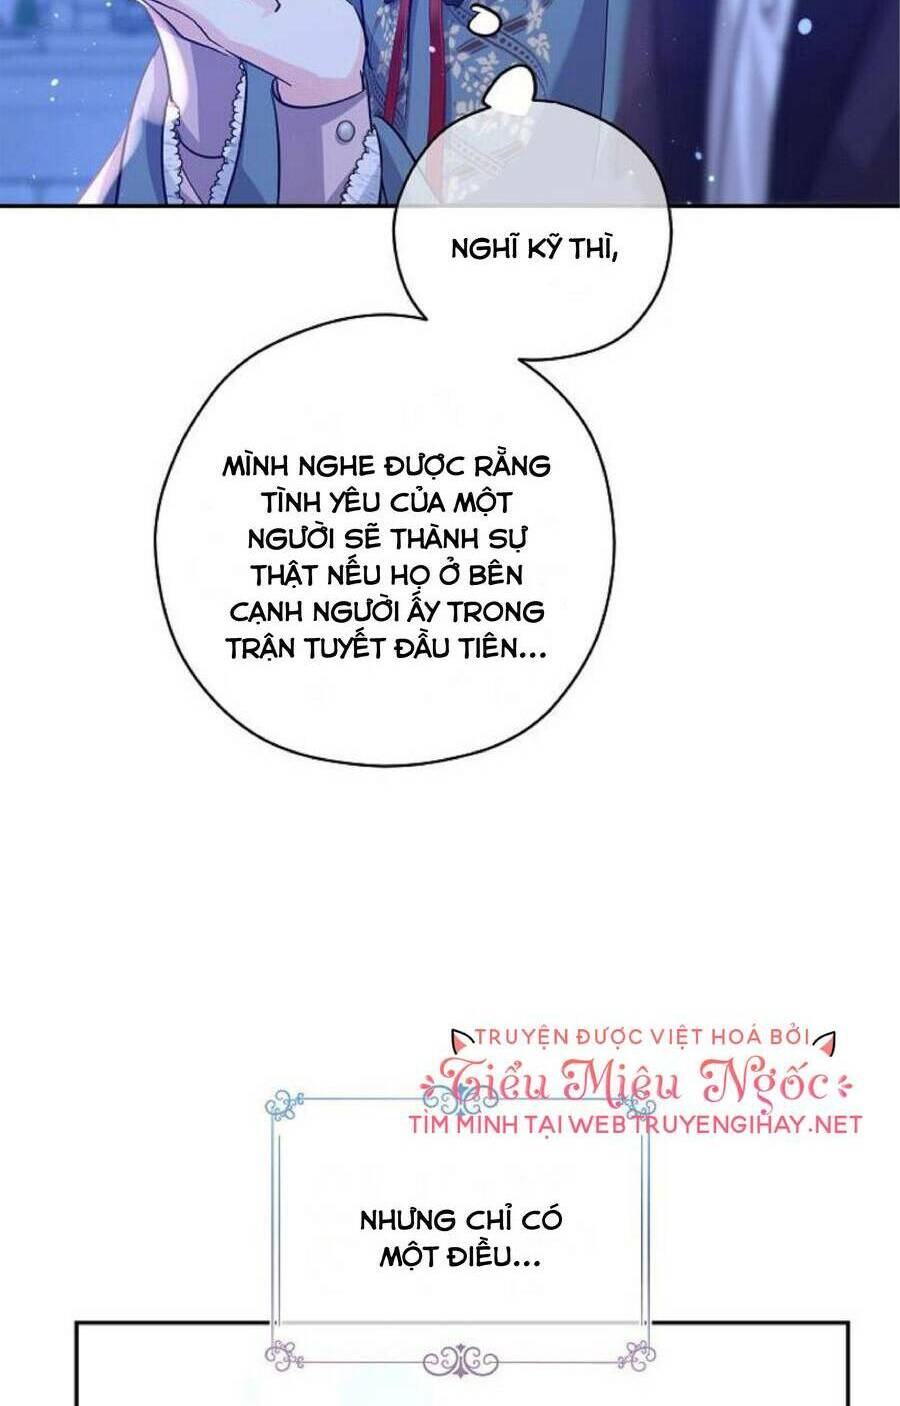 NGHĨ KỸ THÌ,
MÌNH NGHE ĐƯỢC RẰNG
TÌNH YÊU CỦA MỘT
NGƯỜI SẼ THÀNH SỰ
THẬT NẾU HỌ Ở BÊN
CẠNH NGƯỜI ẤY TRONG
TRẬN TUYẾT ĐẦU TIÊN...
TRUYỆN ĐƯỢC VIỆT HOÁ BỞI
Tiểu Miêu Ngốc
TÌM MINH TẠI WEBTRUYENGIHAY.NET
NHƯNG CHỈ CÓ
MỘT ĐIỀU...